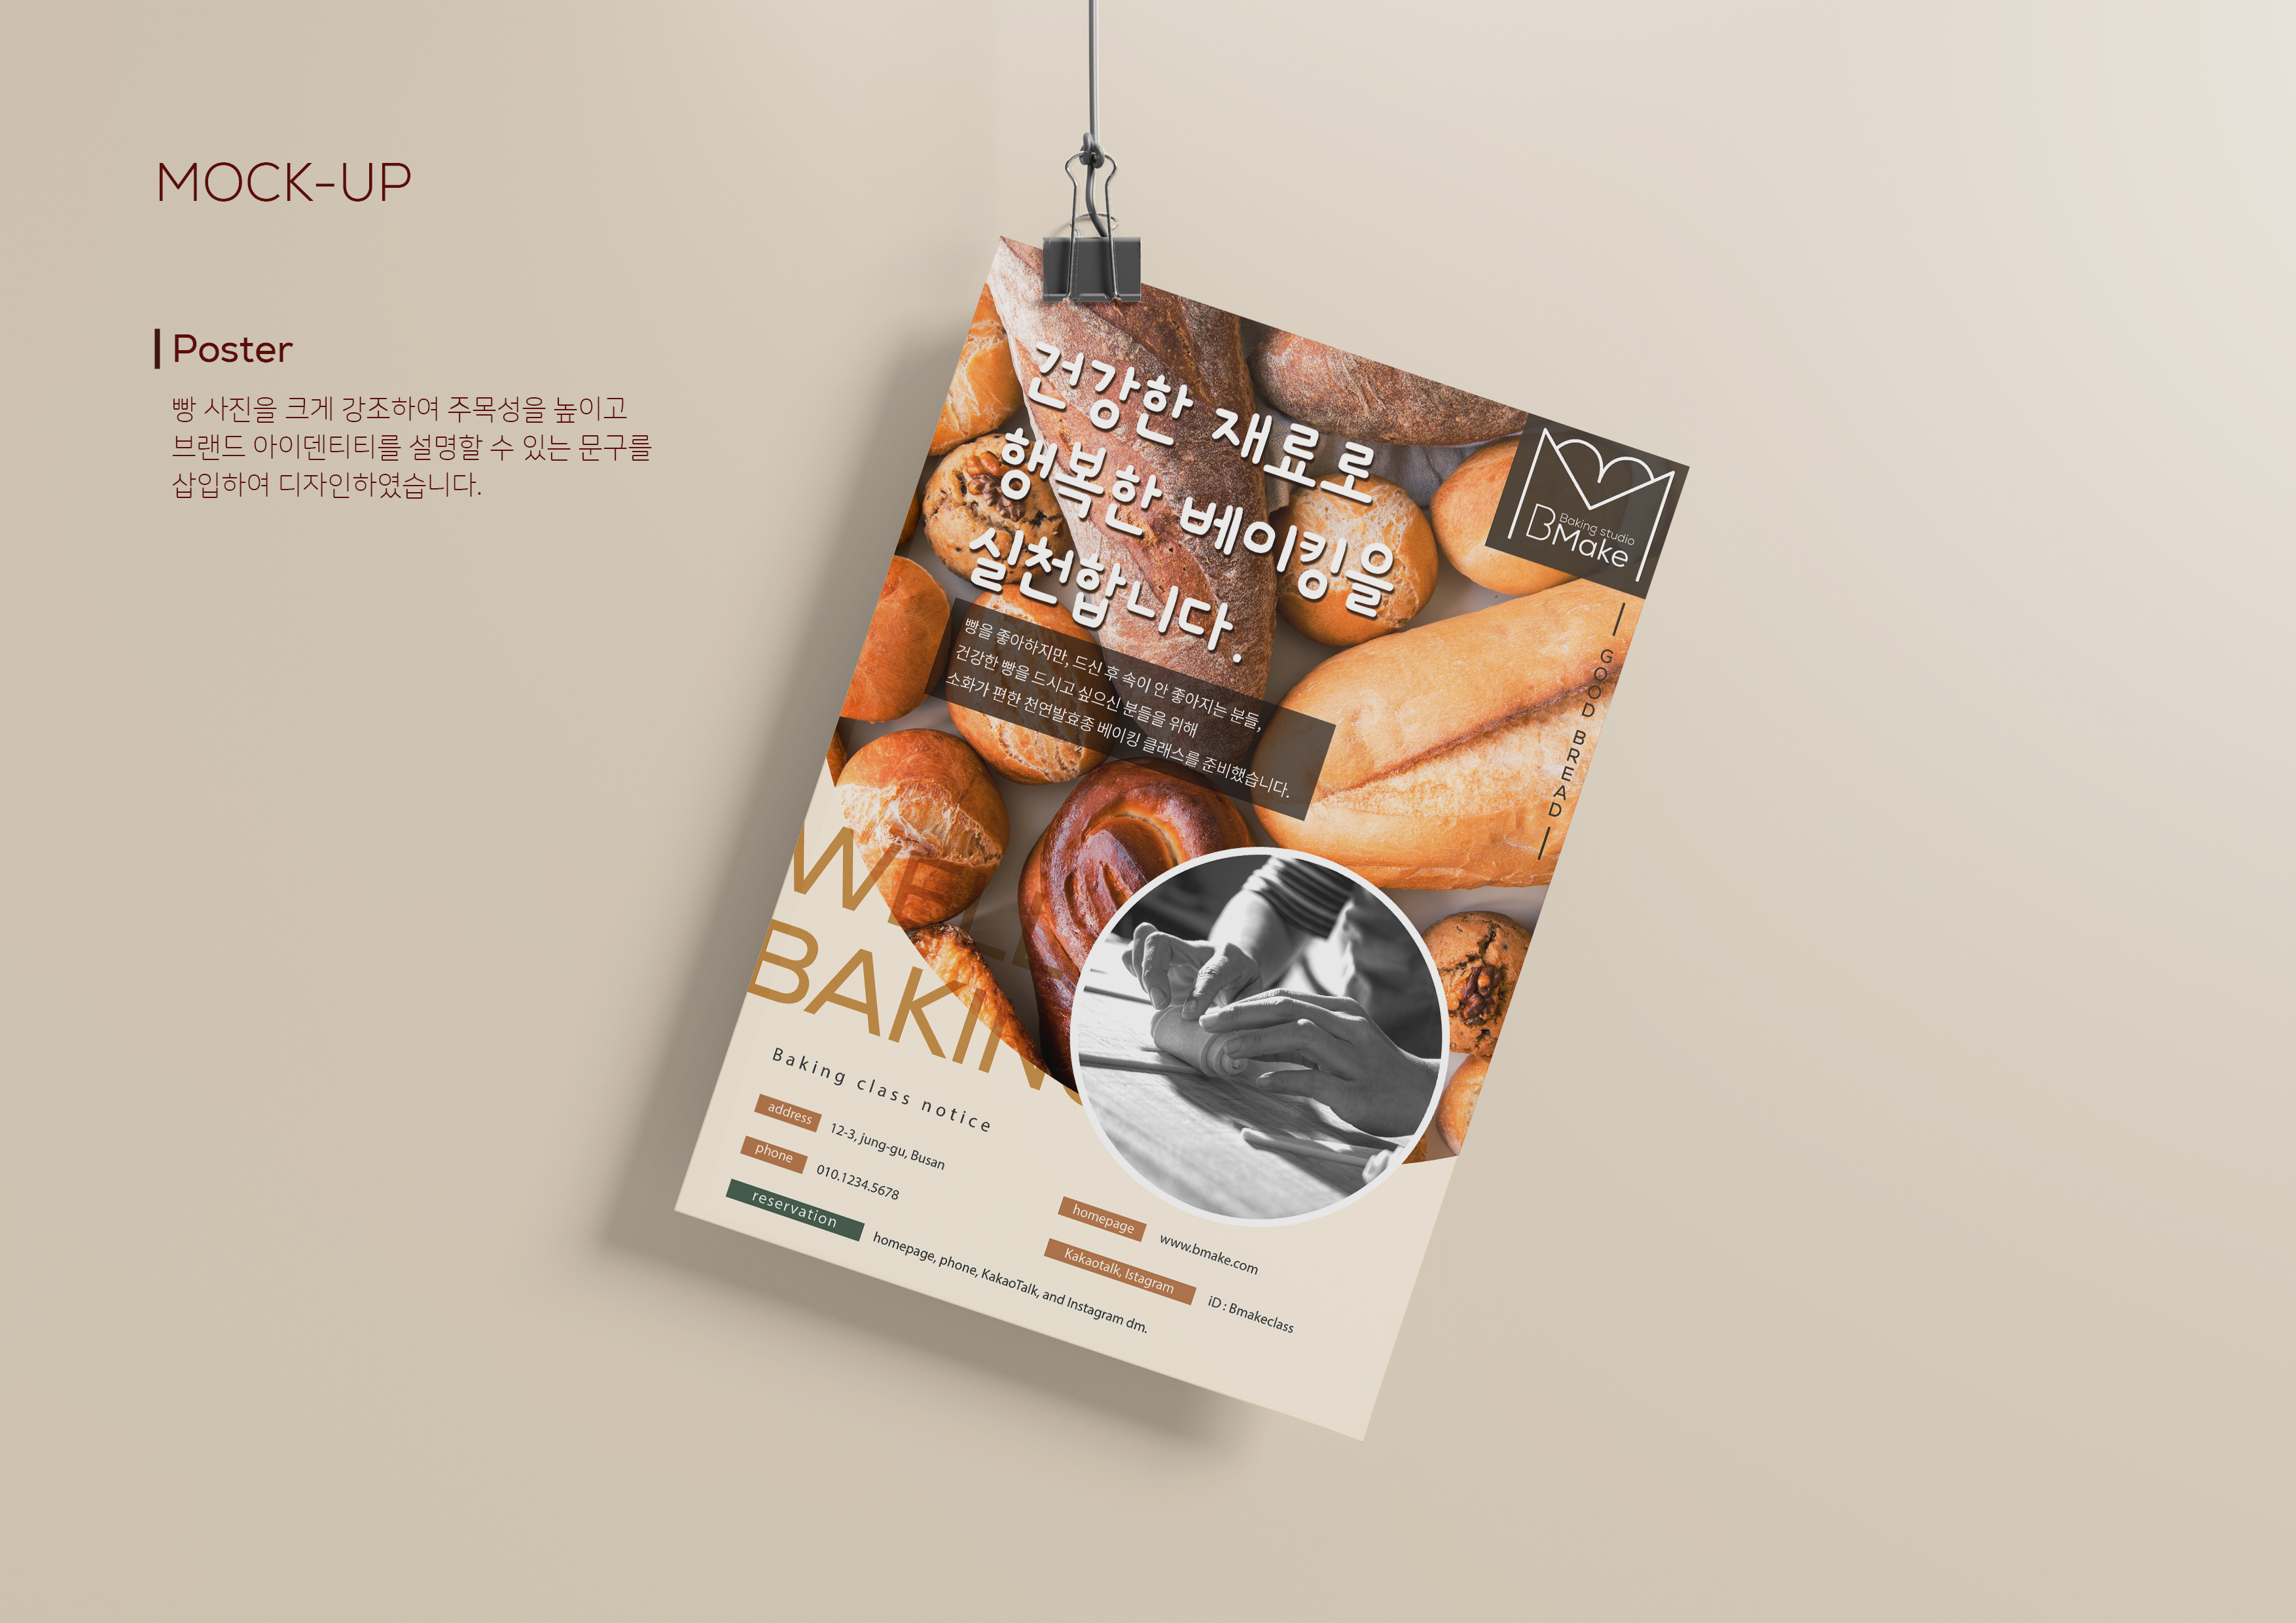 MOCK-UP
Poster
빵 사진을 크게 강조하여 주목성을 높이고
브랜드 아이덴티티를 설명할 수 있는 문구를
삽입하여 디자인하였습니다.
건강한 재료로
행복한 베이킹을
실천합니다.
Baking studio
BMake
빵을 좋아하지만, 드신 후 속이 안 좋아지는 분들,
건강한 빵을 드시고 싶으신 분들을 위해
소화가 편한 천연발효종 베이킹 클래스를 준비했습니다.
GOOD BREAD
WELL
BAKING
Baking class notice
address 12-3, jung-gu, Busan
phone 010.1234.5678
reservation homepage, phone, KakaoTalk, and Instagram dm.
homepage www.bmake.com
Kakaotalk, Istagram iD : Bmakeclass